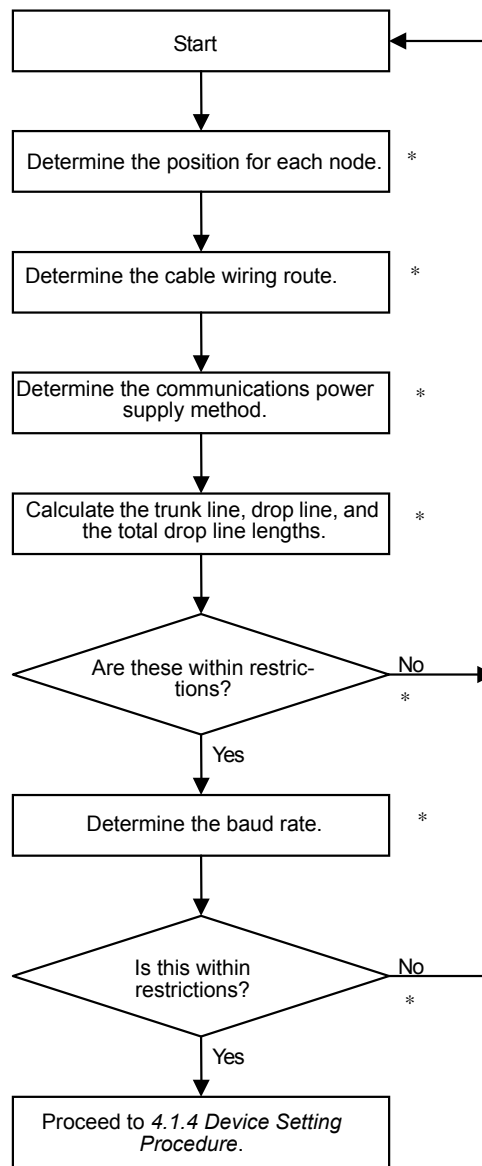 Start
Determine the position for each node. *
Determine the cable wiring route. *
Determine the communications power
supply method. *
Calculate the trunk line, drop line, and
the total drop line lengths. *
Are these within restric-
tions?
No
*
Yes
Determine the baud rate. *
Is this within
restrictions?
No
*
Yes
Proceed to 4.1.4 Device Setting
Procedure.